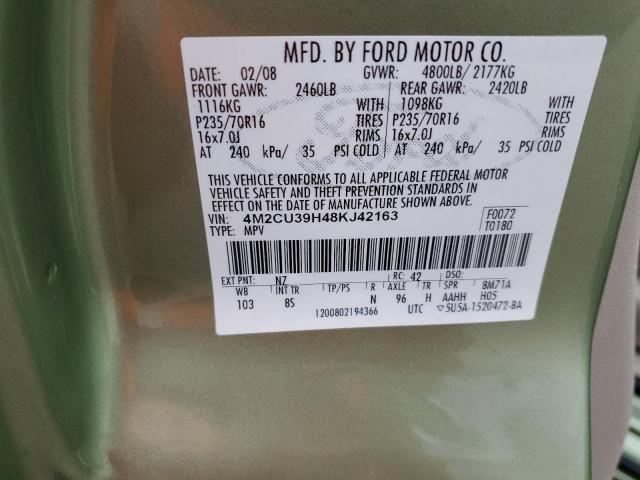 MFD. BY FORD MOTOR CO.
DATE: 02/08 GVWR: 4800LB/ 2177KG
FRONT GAWR: 2460LB REAR GAWR: 2420LB
1116KG WITH 1098KG WITH
P235/70R16 TIRES P235/70R16 TIRES
16x7.0J RIMS 16x7.0J RIMS
AT 240 kPa/ 35 PSI COLD AT 240 kPa/ 35 PSI COLD
THIS VEHICLE CONFORMS TO ALL APPLICABLE FEDERAL MOTOR
VEHICLE SAFETY AND THEFT PREVENTION STANDARDS IN
EFFECT ON THE DATE OF MANUFACTURE SHOWN ABOVE.
VIN: 4M2CU39H48KJ42163 F0072
TYPE: MPV T0180
EXT PNT: NZ RC: 42 DSO:
WB INT TR TP/PS R AXLE TR SPR BM71A
103 8S N 96 H AAHH H05
1200802194366 UTC ▽5U5A-1520472-BA